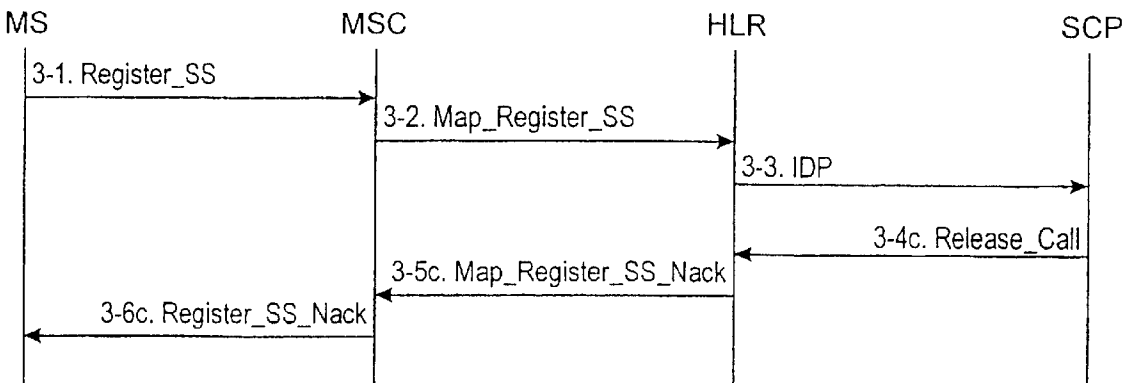 MS
MSC
HLR
SCP
3-1. Register_SS
3-2. Map_Register_SS
3-3. IDP
3-4c. Release_Call
3-5c. Map_Register_SS_Nack
3-6c. Register_SS_Nack